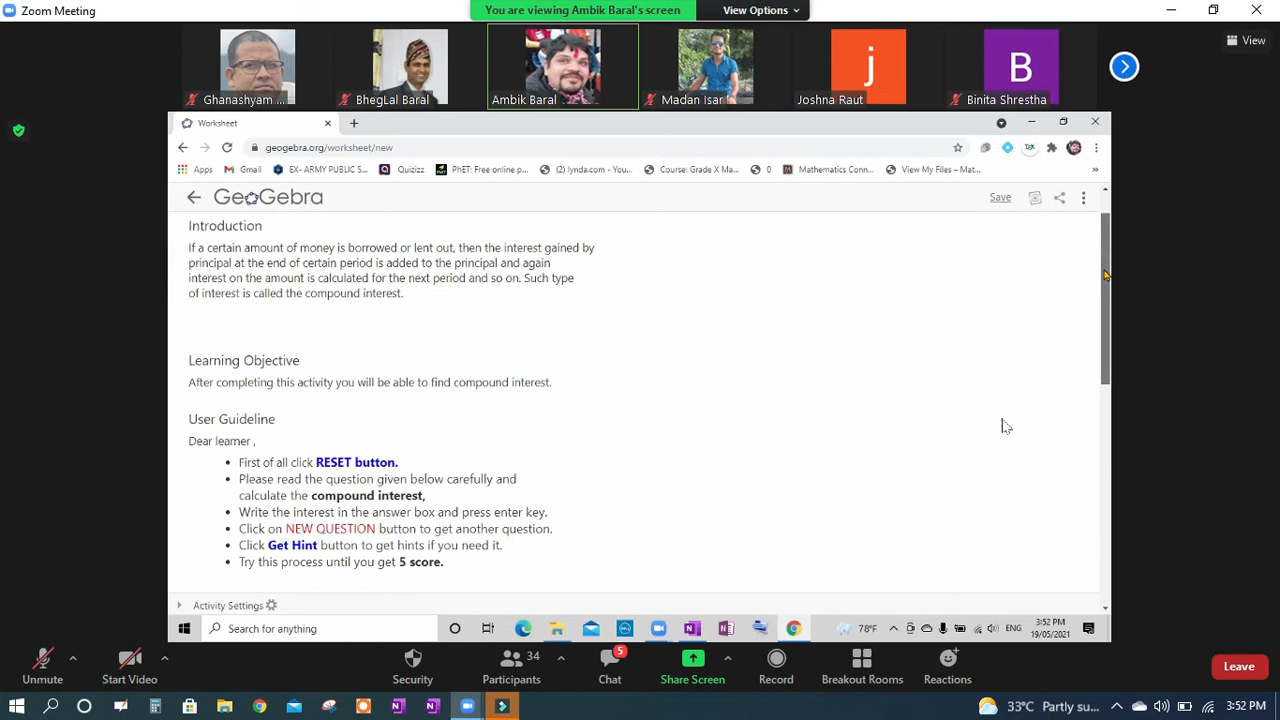 Zoom Meeting
You are viewing Ambik Baral's screen
View Options
View
Ghanashyam ...
BhegLal Baral
Ambik Baral
Madan Isar
j
Joshna Raut
B
Binita Shrestha
Worksheet
geogebra.org/worksheet/new
Apps
Gmail
EX- ARMY PUBLIC S...
Quizizz
PhET: Free online p...
(2) lynda.com - You...
Course: Grade X Ma...
0
Mathematics Conn...
View My Files – Mat...
GeoGebra
Save
Introduction
If a certain amount of money is borrowed or lent out, then the interest gained by
principal at the end of certain period is added to the principal and again
interest on the amount is calculated for the next period and so on. Such type
of interest is called the compound interest.
Learning Objective
After completing this activity you will be able to find compound interest.
User Guideline
Dear learner ,
• First of all click RESET button.
• Please read the question given below carefully and
calculate the compound interest,
• Write the interest in the answer box and press enter key.
• Click on NEW QUESTION button to get another question.
• Click Get Hint button to get hints if you need it.
• Try this process until you get 5 score.
Activity Settings
Search for anything
78°F
ENG
3:52 PM
19/05/2021
Unmute
Start Video
Security
Participants
34
Chat
5
Share Screen
Record
Breakout Rooms
Reactions
Leave
33°C Partly su...
3:52 PM